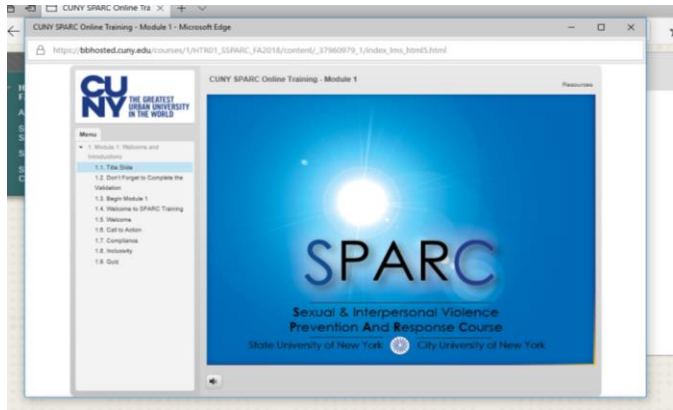 CUNY SPARC Online Tra
CUNY SPARC Online Training - Module 1 - Microsoft Edge
https://bbhosted.cuny.edu/courses/1/HTR01_SSPARC_FA2018/content/_37960979_1/index_lms_html5.html
CUNY
THE GREATEST
URBAN UNIVERSITY
IN THE WORLD
CUNY SPARC Online Training - Module 1
Resources
Menu
1. Module 1: Welcome and
Introductions
1.1. Title Slide
1.2. Don't Forget to Complete the
Validation
1.3. Begin Module 1
1.4. Welcome to SPARC Training
1.5. Welcome
1.6. Call to Action
1.7. Compliance
1.8. Inclusivity
1.9. Quiz
SPARC
Sexual & Interpersonal Violence
Prevention And Response Course
State University of New York City University of New York